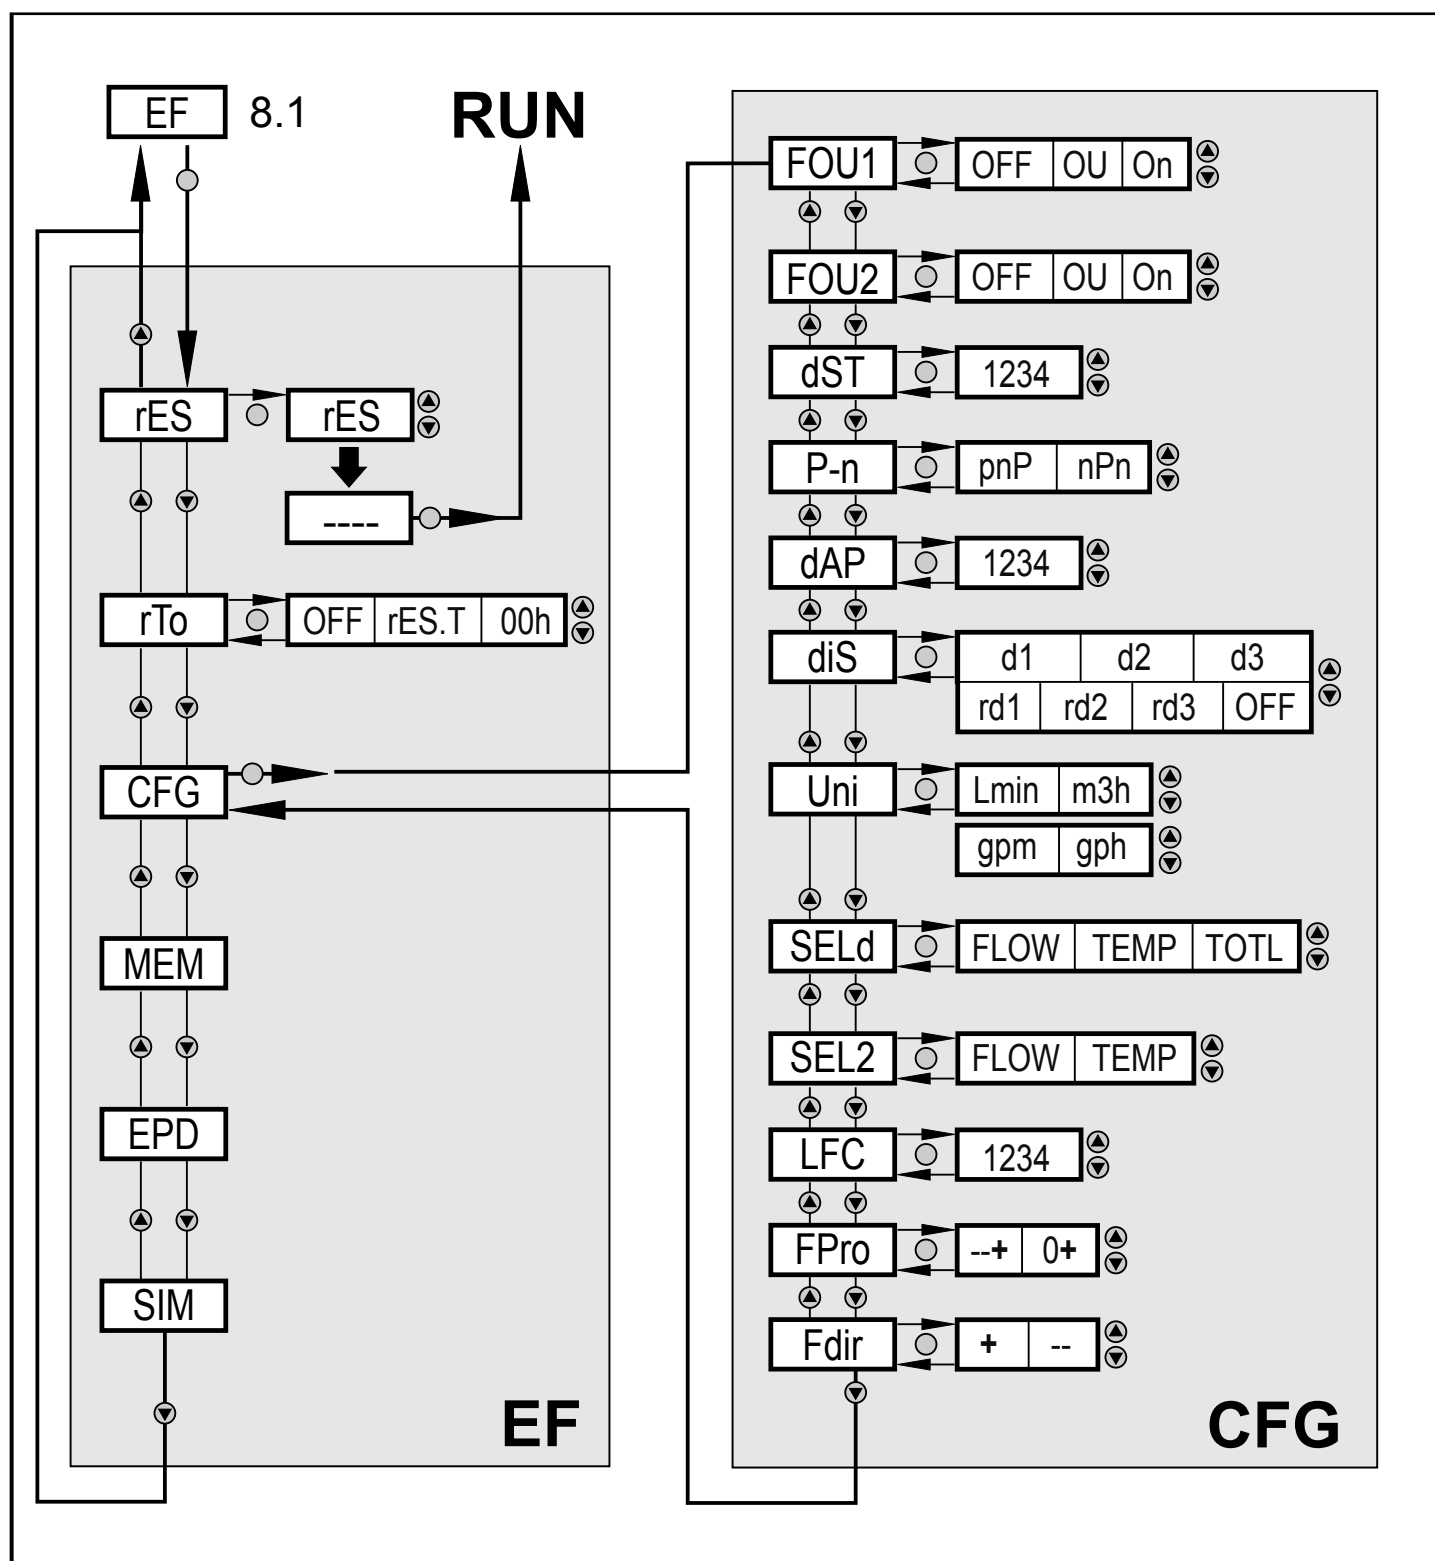 EF 8.1 RUN
rES rES
----
rTo OFF rES.T 00h
CFG
MEM
EPD
SIM
EF
FOU1 OFF OU On
FOU2 OFF OU On
dST 1234
P-n pnP nPn
dAP 1234
diS d1 d2 d3
rd1 rd2 rd3 OFF
Uni Lmin m3h
gpm gph
SELd FLOW TEMP TOTL
SEL2 FLOW TEMP
LFC 1234
FPro --+ 0+
Fdir + --
CFG